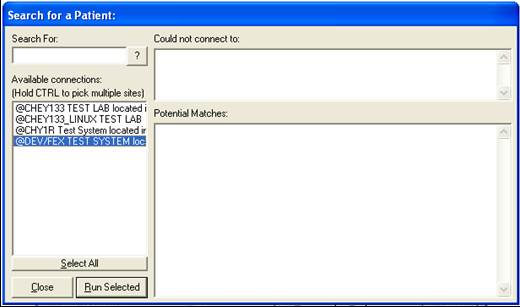 Search for a Patient:
Search For:
?
Available connections:
(Hold CTRL to pick multiple sites)
@CHEY133 TEST LAB located i
@CHEY133_LINUX TEST LAB
@CHY1R Test System located in
@DEV/FEX TEST SYSTEM loc
Select All
Close
Run Selected
Could not connect to:
Potential Matches: